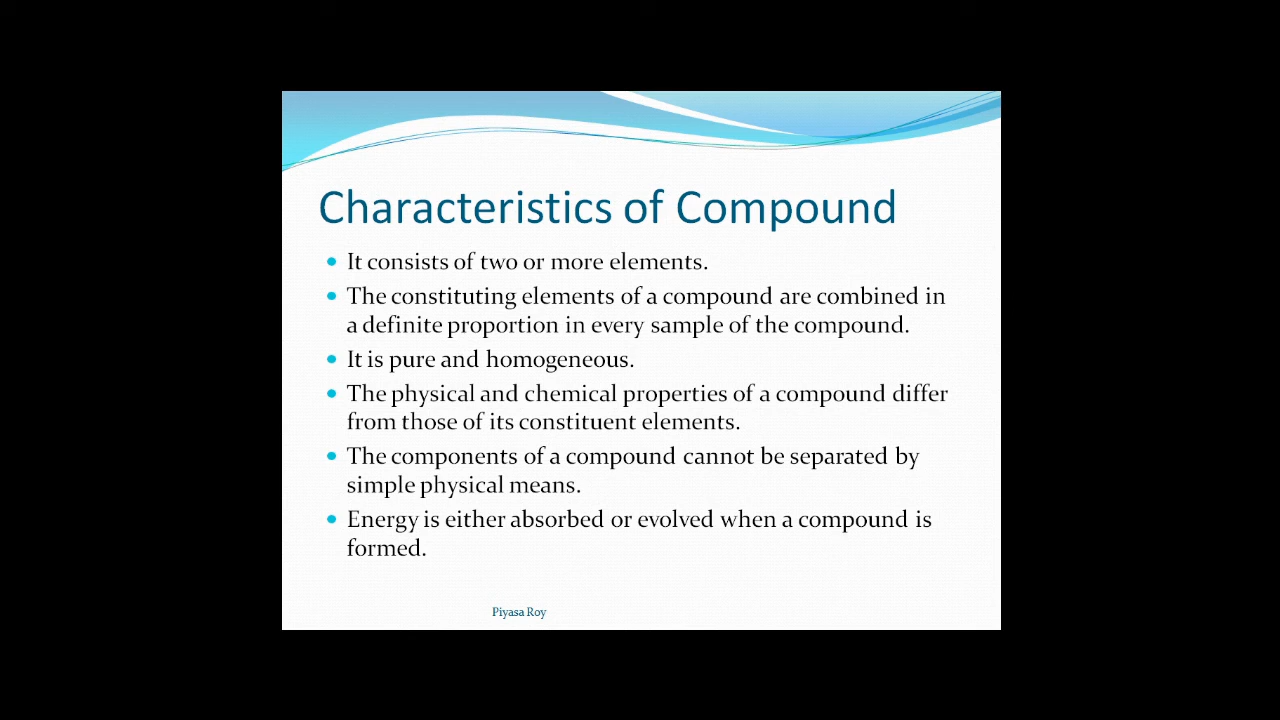 Characteristics of Compound
It consists of two or more elements.
The constituting elements of a compound are combined in
a definite proportion in every sample of the compound.
It is pure and homogeneous.
The physical and chemical properties of a compound differ
from those of its constituent elements.
The components of a compound cannot be separated by
simple physical means.
Energy is either absorbed or evolved when a compound is
formed.
Piyasa Roy